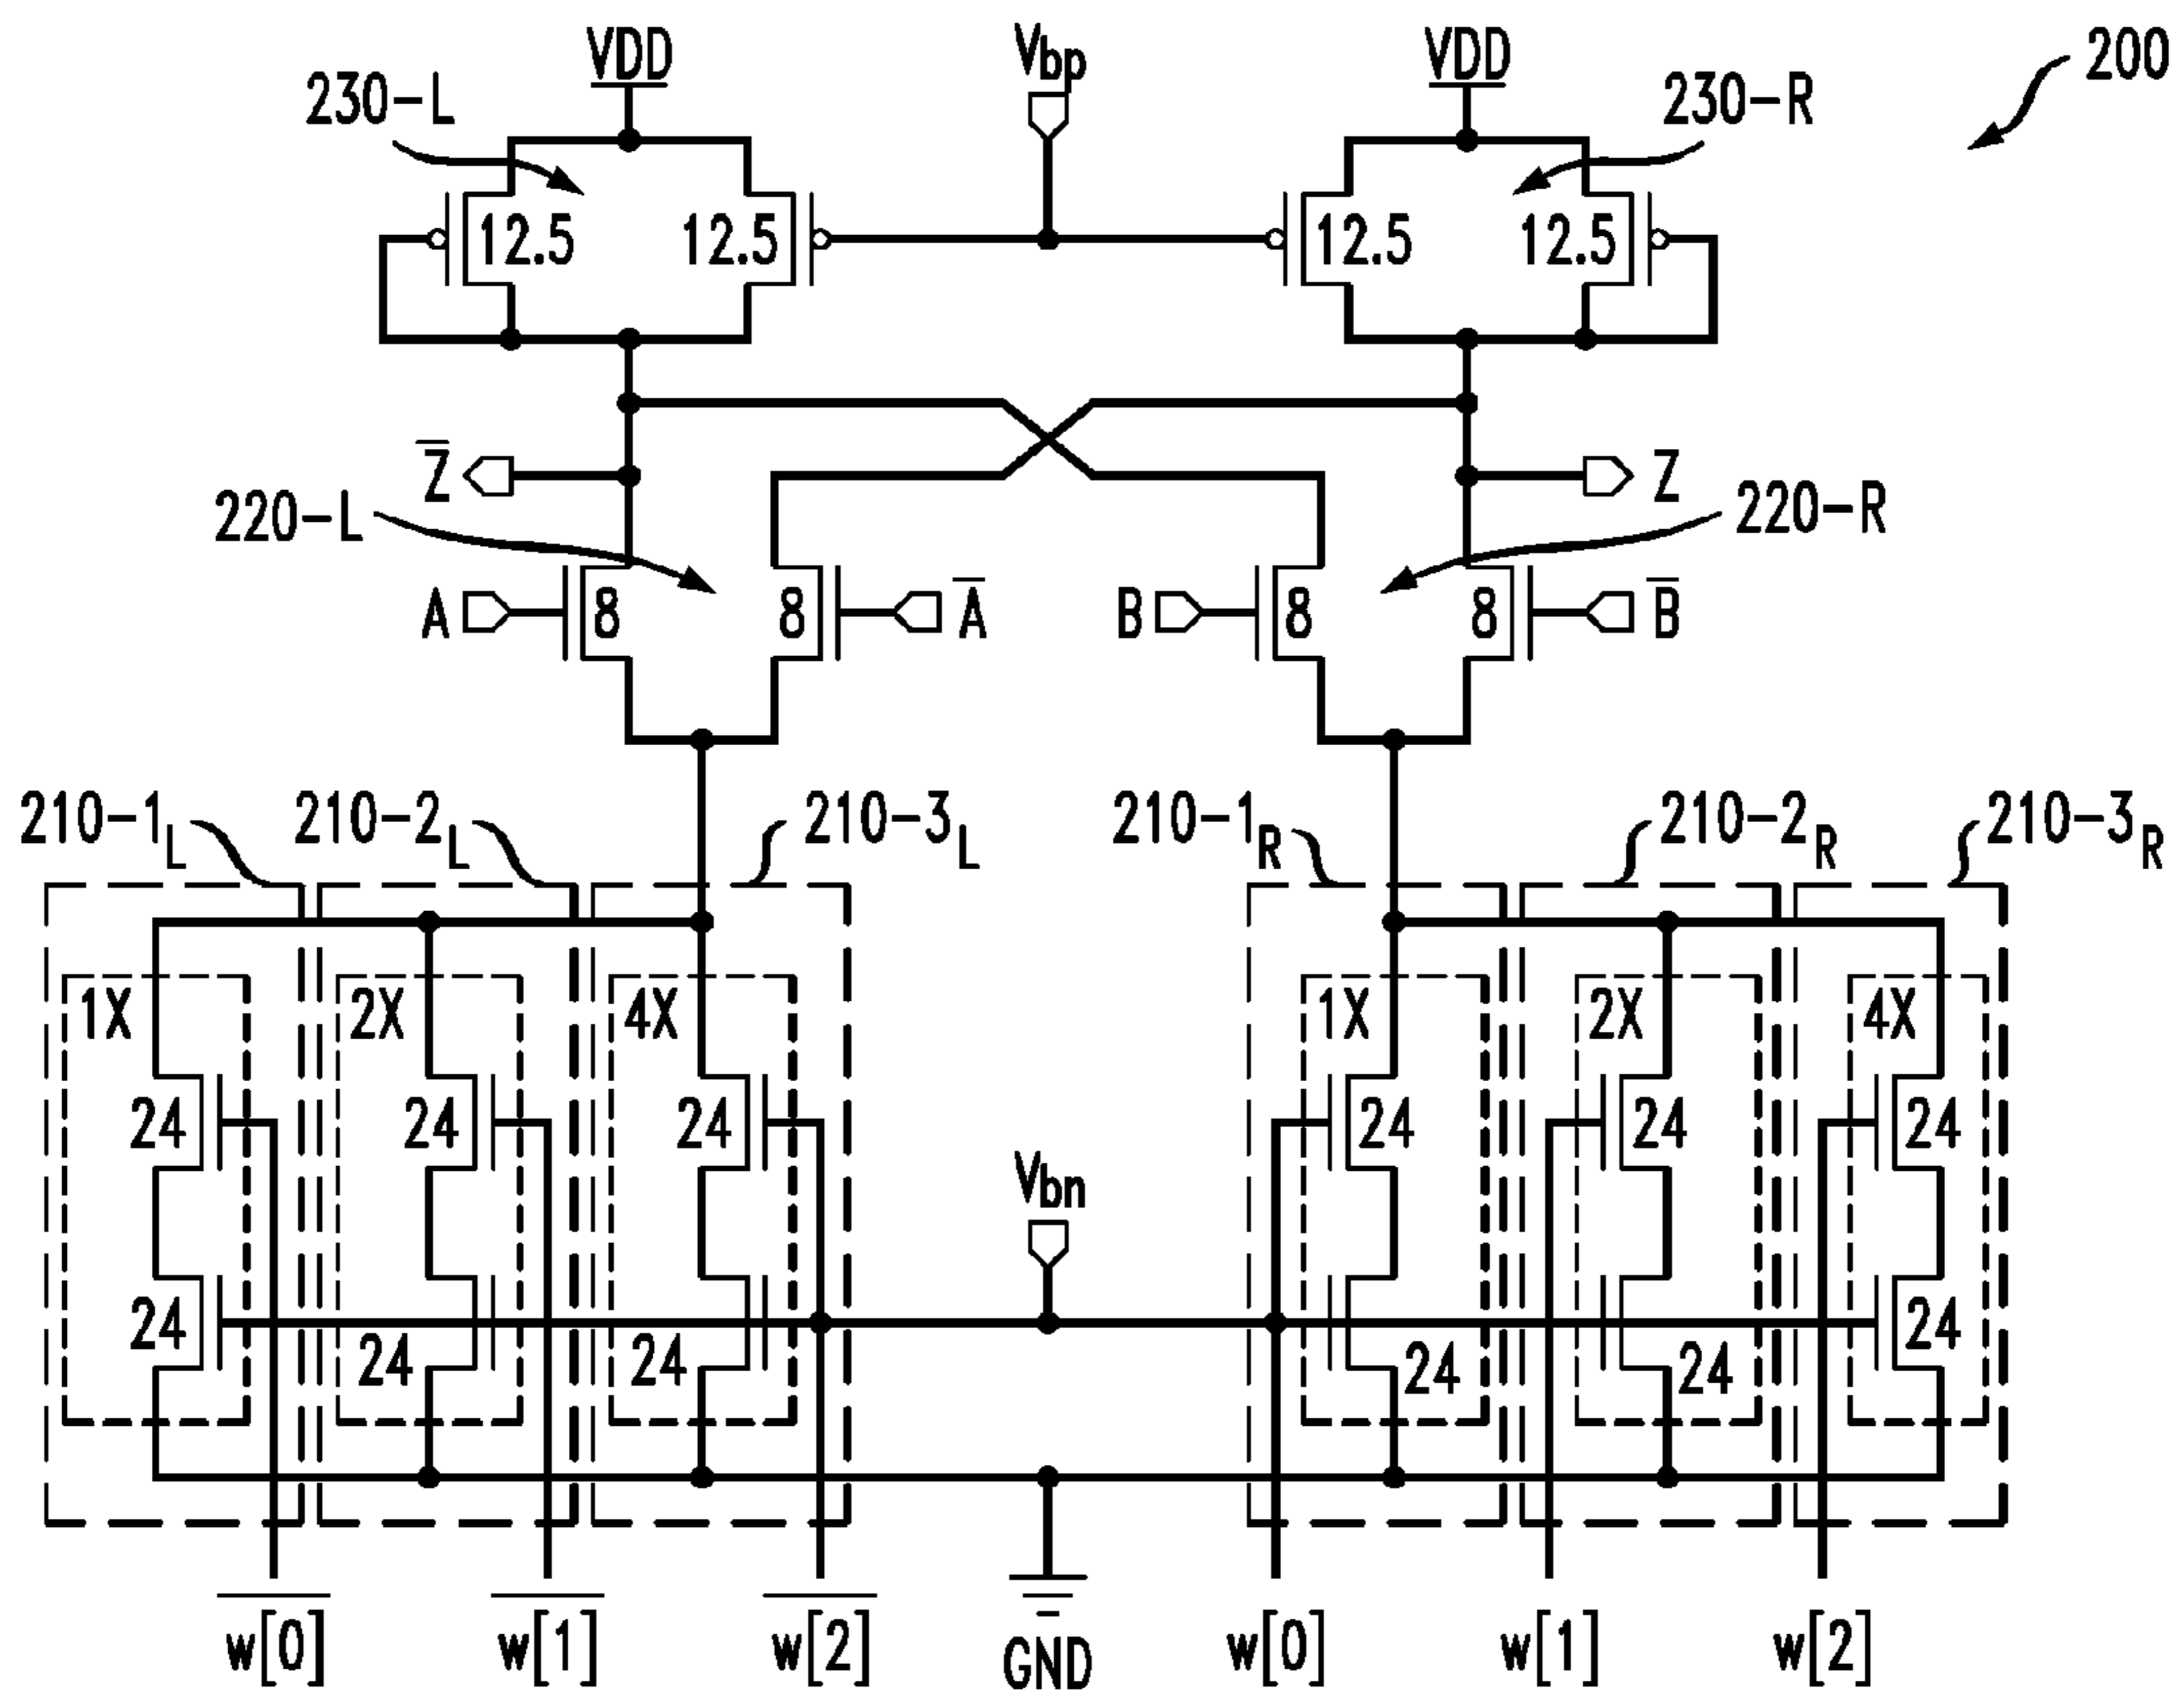 VDD
V̅bp
VDD
200
230-L
230-R
12.5
12.5
12.5
12.5
Z̅
Z
220-L
220-R
A
8
8
A̅
B
8
8
B̅
210-1L
210-2L
210-3L
210-1R
210-2R
210-3R
1X
2X
4X
1X
2X
4X
24
24
24
24
24
24
Vbn
24
24
24
24
24
24
w[0]̅
w[1]̅
w[2]̅
GND
w[0]
w[1]
w[2]